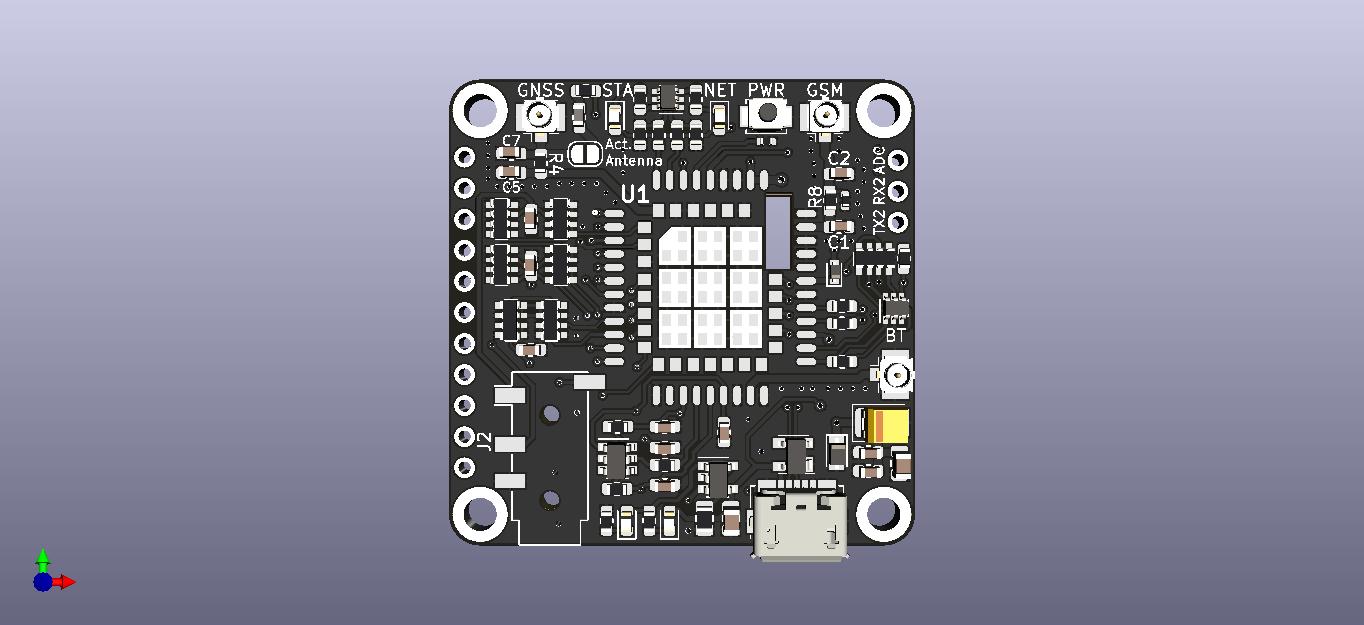 GNSS STA NET PWR GSM
C7
Act.
Antenna
R4
C5
U1
C2
ADC
R8
RX2
TX2
C1
BT
J2